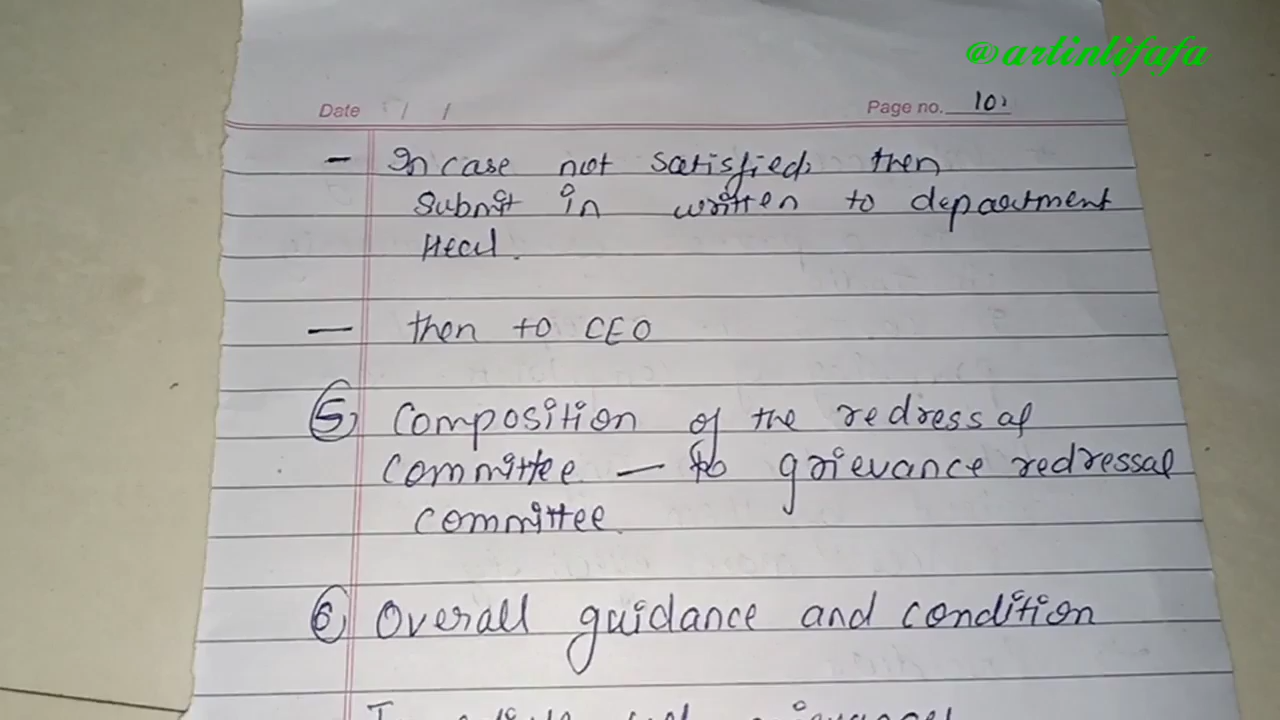 @artinlifafa
Date / /
Page no. 10
- In case not satisfied, then
Submit in written to department
Head.
- then to CEO
5 Composition of the redressal
committee - grievance redressal
committee.
6 Overall guidance and condition